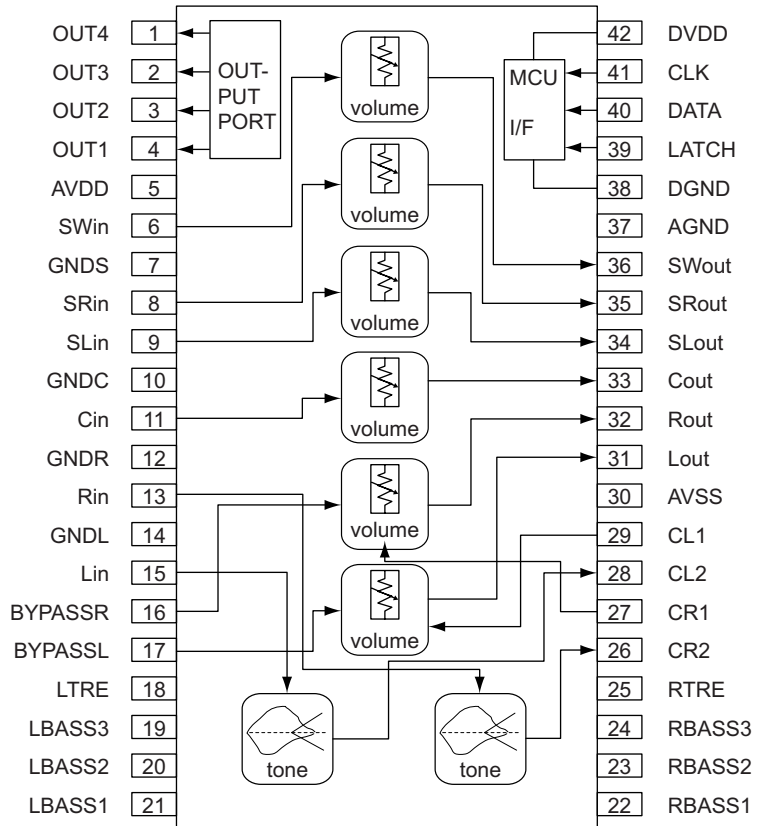 OUT4 1 42 DVDD
OUT3 2 OUT- volume MCU 41 CLK
OUT2 3 PUT 40 DATA
OUT1 4 PORT I/F 39 LATCH
AVDD 5 38 DGND
SWin 6 volume 37 AGND
GNDS 7 36 SWout
SRin 8 35 SRout
SLin 9 volume 34 SLout
GNDC 10 33 Cout
Cin 11 volume 32 Rout
GNDR 12 31 Lout
Rin 13 30 AVSS
GNDL 14 volume 29 CL1
Lin 15 28 CL2
BYPASSR 16 27 CR1
BYPASSL 17 volume 26 CR2
LTRE 18 25 RTRE
LBASS3 19 24 RBASS3
LBASS2 20 tone tone 23 RBASS2
LBASS1 21 22 RBASS1